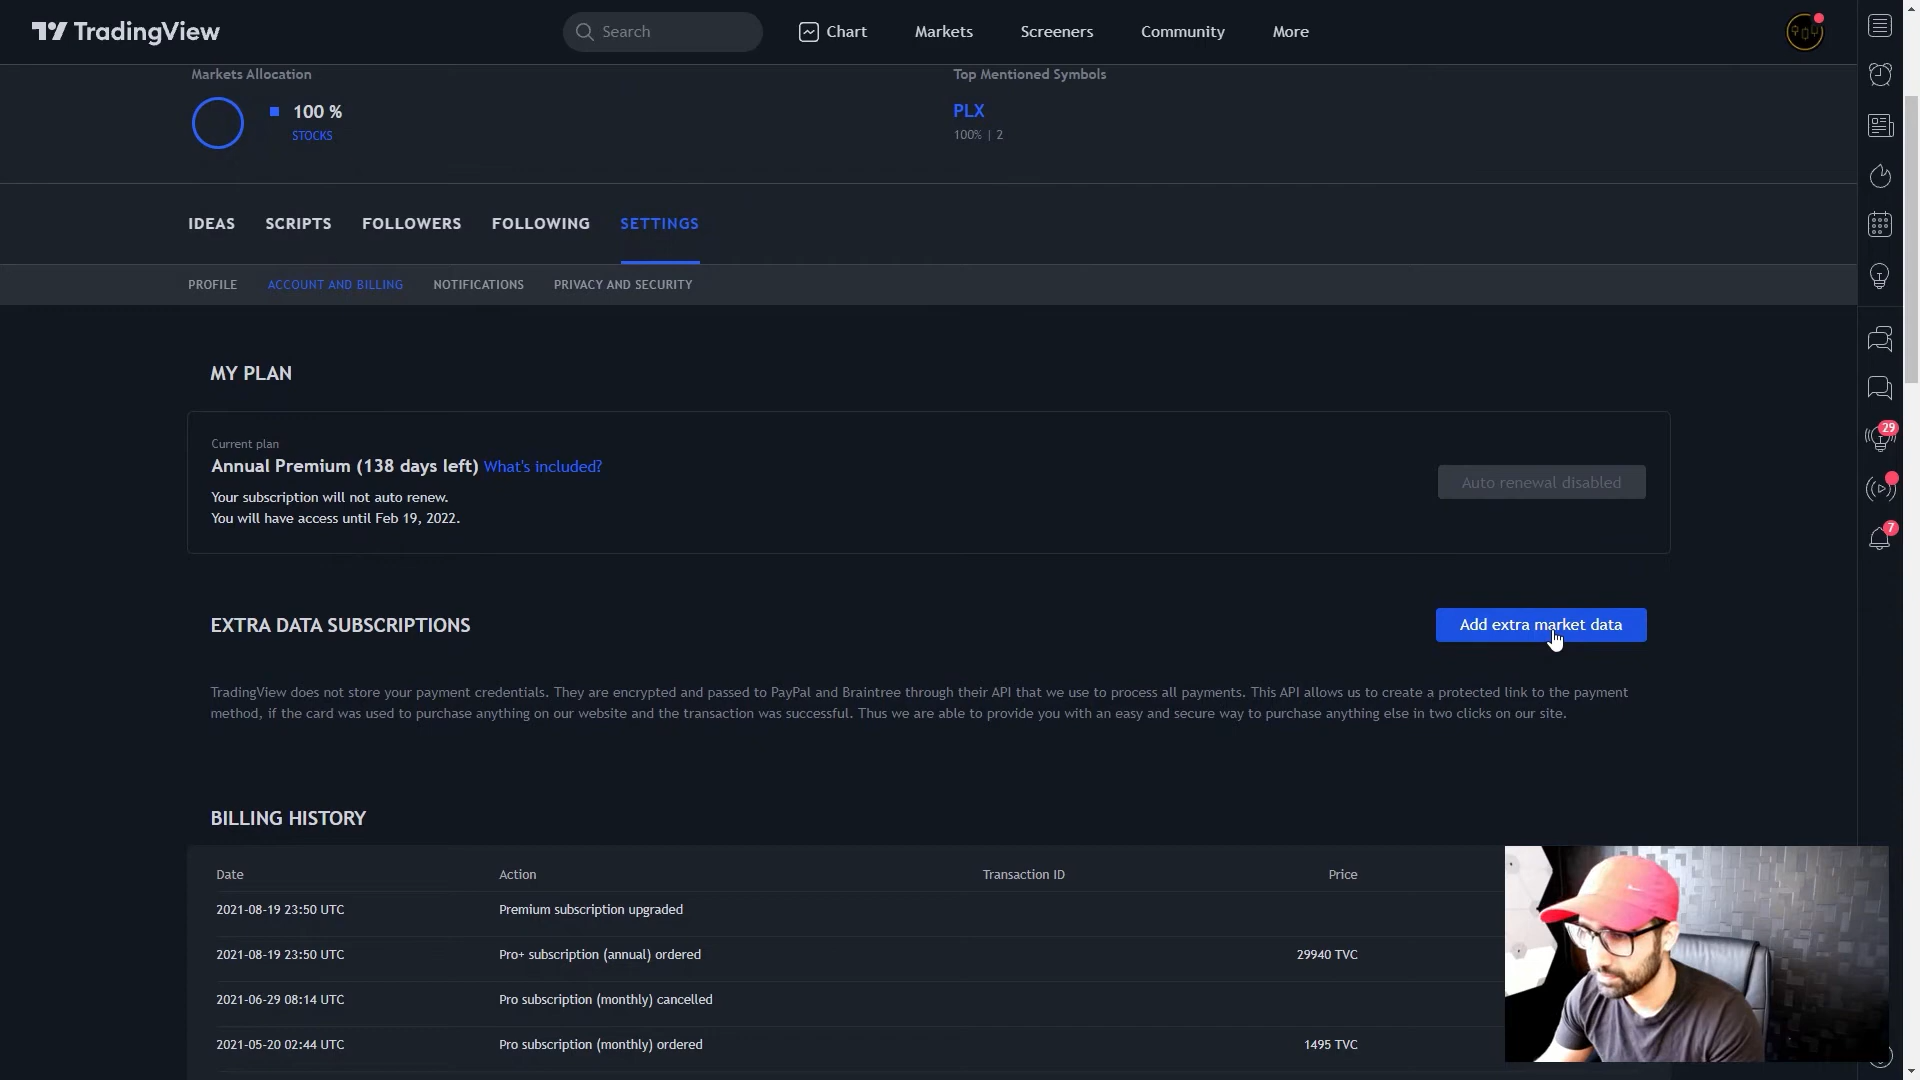 TradingView
Search
Chart
Markets
Screeners
Community
More
Markets Allocation
Top Mentioned Symbols
100 %
STOCKS
PLX
100% | 2
IDEAS
SCRIPTS
FOLLOWERS
FOLLOWING
SETTINGS
PROFILE
ACCOUNT AND BILLING
NOTIFICATIONS
PRIVACY AND SECURITY
29
7
MY PLAN
Current plan
Annual Premium (138 days left) What's included?
Your subscription will not auto renew.
You will have access until Feb 19, 2022.
Auto renewal disabled
EXTRA DATA SUBSCRIPTIONS
Add extra market data
TradingView does not store your payment credentials. They are encrypted and passed to PayPal and Braintree through their API that we use to process all payments. This API allows us to create a protected link to the payment
method, if the card was used to purchase anything on our website and the transaction was successful. Thus we are able to provide you with an easy and secure way to purchase anything else in two clicks on our site.
BILLING HISTORY
Date Action Transaction ID Price
2021-08-19 23:50 UTC Premium subscription upgraded
2021-08-19 23:50 UTC Pro+ subscription (annual) ordered 29940 TVC
2021-06-29 08:14 UTC Pro subscription (monthly) cancelled
2021-05-20 02:44 UTC Pro subscription (monthly) ordered 1495 TVC